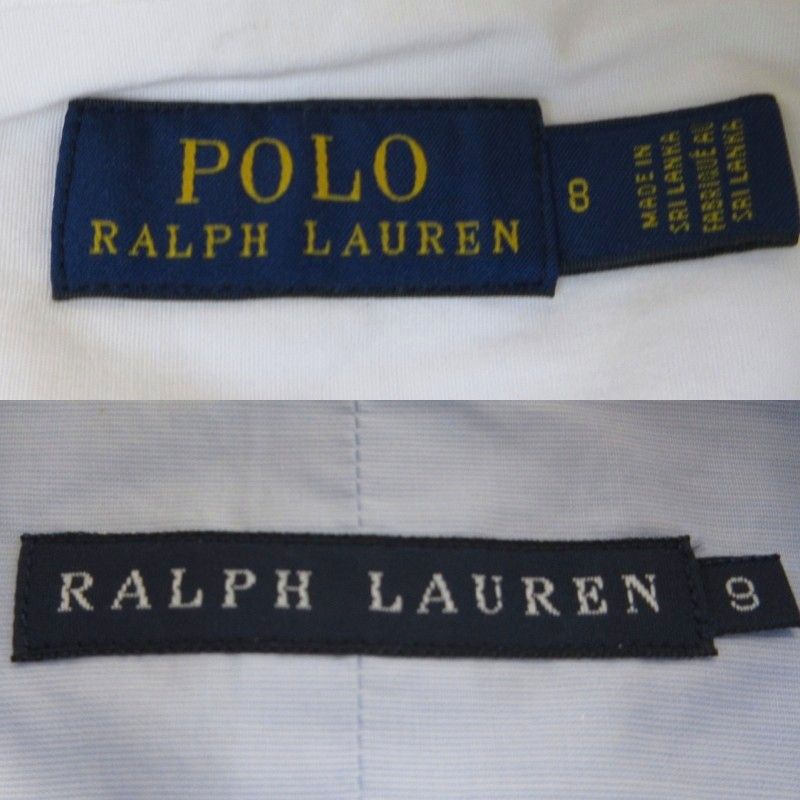 POLO
RALPH LAUREN
8
MADE IN
SRI LANKA
FABRIQUÉ AU
SRI LANKA
RALPH LAUREN
9